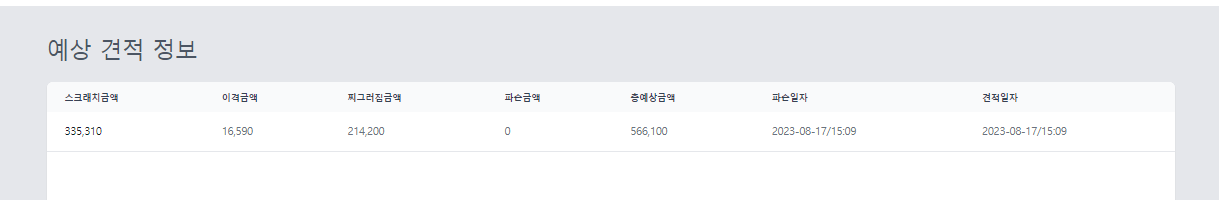 예상 견적 정보
스크래치금액 이격금액 찌그러짐금액 파손금액 총예상금액 파손일자 견적일자
335,310 16,590 214,200 0 566,100 2023-08-17/15:09 2023-08-17/15:09